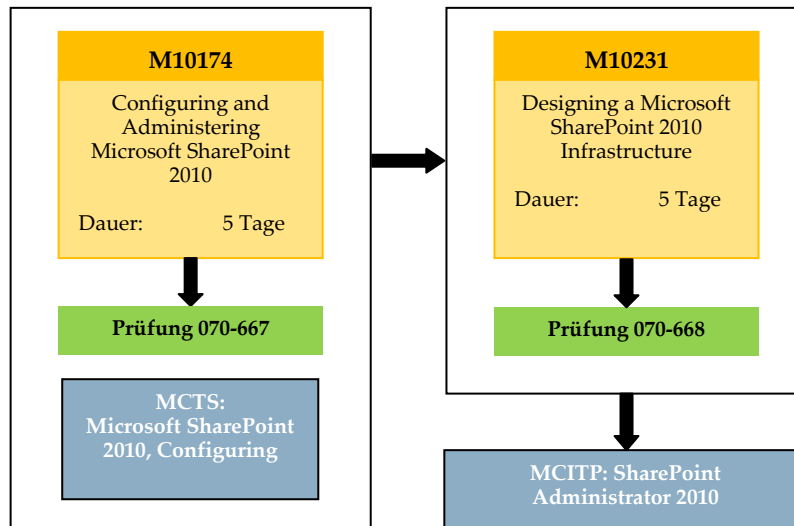 M10174
Configuring and
Administering
Microsoft SharePoint
2010
Dauer: 5 Tage
Prüfung 070-667
MCTS:
Microsoft SharePoint
2010, Configuring
M10231
Designing a Microsoft
SharePoint 2010
Infrastructure
Dauer: 5 Tage
Prüfung 070-668
MCITP: SharePoint
Administrator 2010